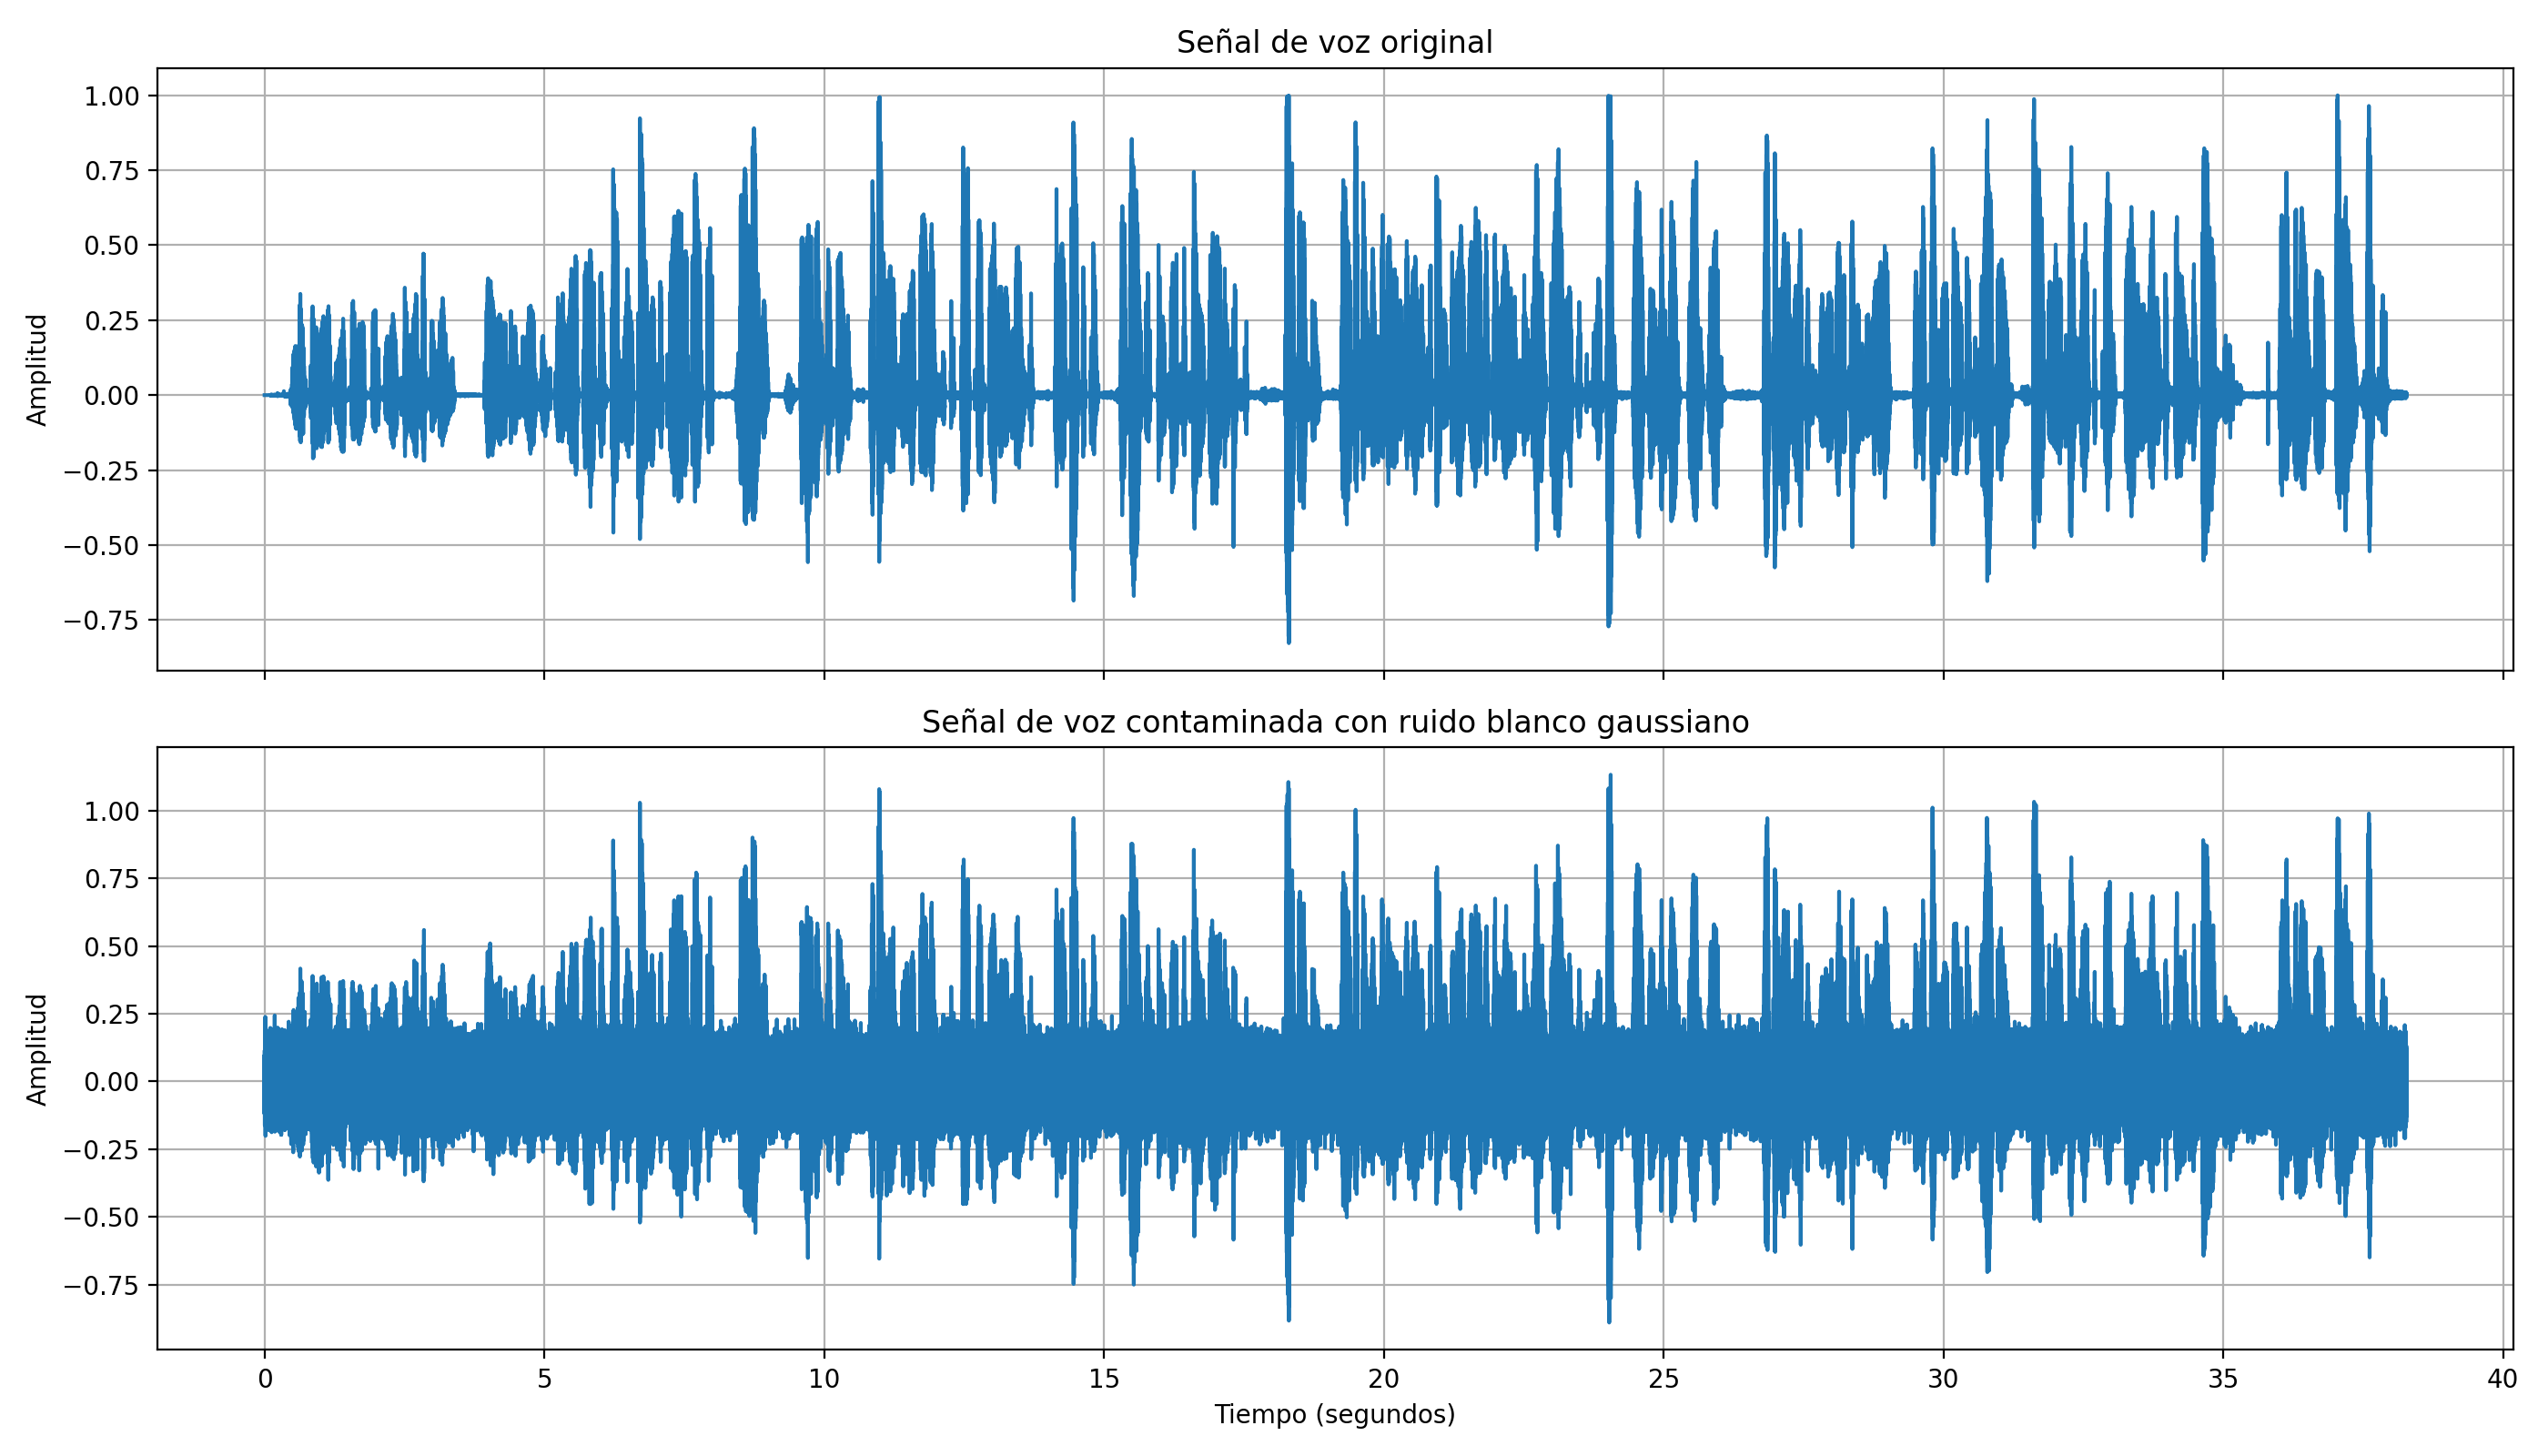 Señal de voz original
1.00
0.75
0.50
0.25
0.00
−0.25
−0.50
−0.75
Amplitud
Señal de voz contaminada con ruido blanco gaussiano
1.00
0.75
0.50
0.25
0.00
−0.25
−0.50
−0.75
Amplitud
0 5 10 15 20 25 30 35 40
Tiempo (segundos)